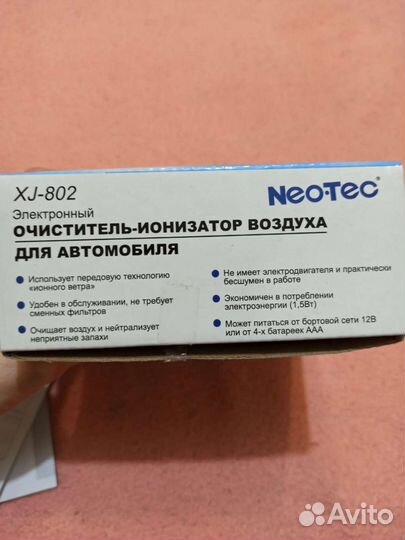 XJ-802
NEO-TEC®
Электронный
ОЧИСТИТЕЛЬ-ИОНИЗАТОР ВОЗДУХА
ДЛЯ АВТОМОБИЛЯ
Использует передовую технологию
«ионного ветра»
Удобен в обслуживании, не требует
сменных фильтров
Очищает воздух и нейтрализует
неприятные запахи
Не имеет электродвигателя и практически
бесшумен в работе
Экономичен в потреблении
электроэнергии (1,5Вт)
Может питаться от бортовой сети 12В
или от 4-х батареек ААА
Avito